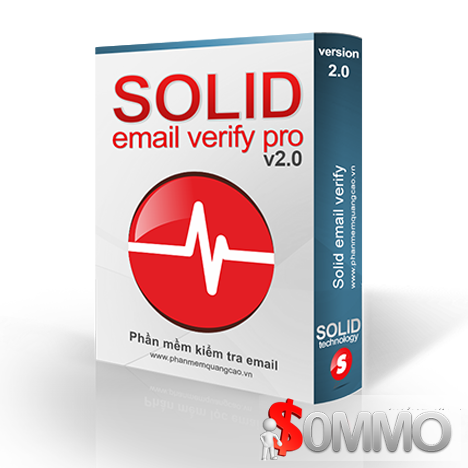 SOLID
email verify pro
v2.0
Phần mềm kiểm tra email
www.phanmemquangcao.vn
version
2.0
Solid email verify
www.phanmemquangcao.vn
SOLID
technology
S
$0MMO